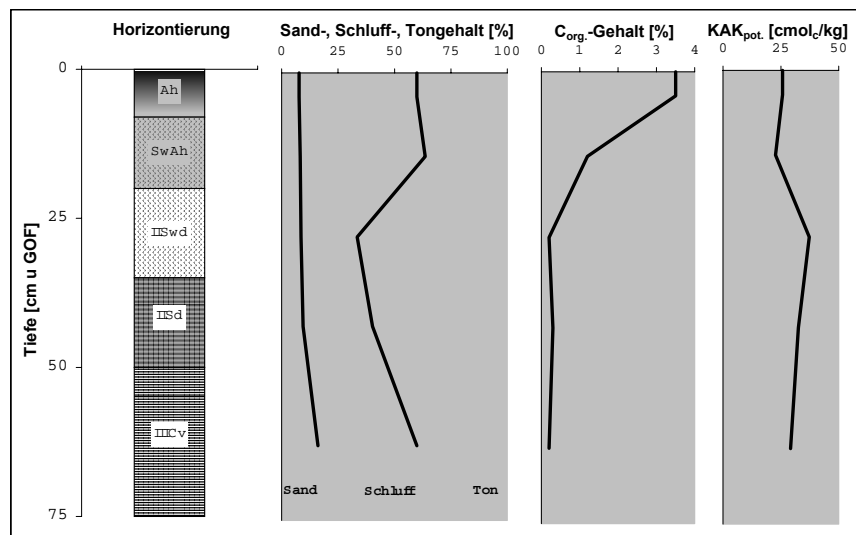 Horizontierung
Sand-, Schluff-, Tongehalt [%]
0 25 50 75 100
Corg.-Gehalt [%]
0 1 2 3 4
KAKpot. [cmolc/kg]
0 25 50
Tiefe [cm u GOF]
0
25
50
75
Ah
SwAh
IISwd
IISd
IIICv
Sand Schluff Ton